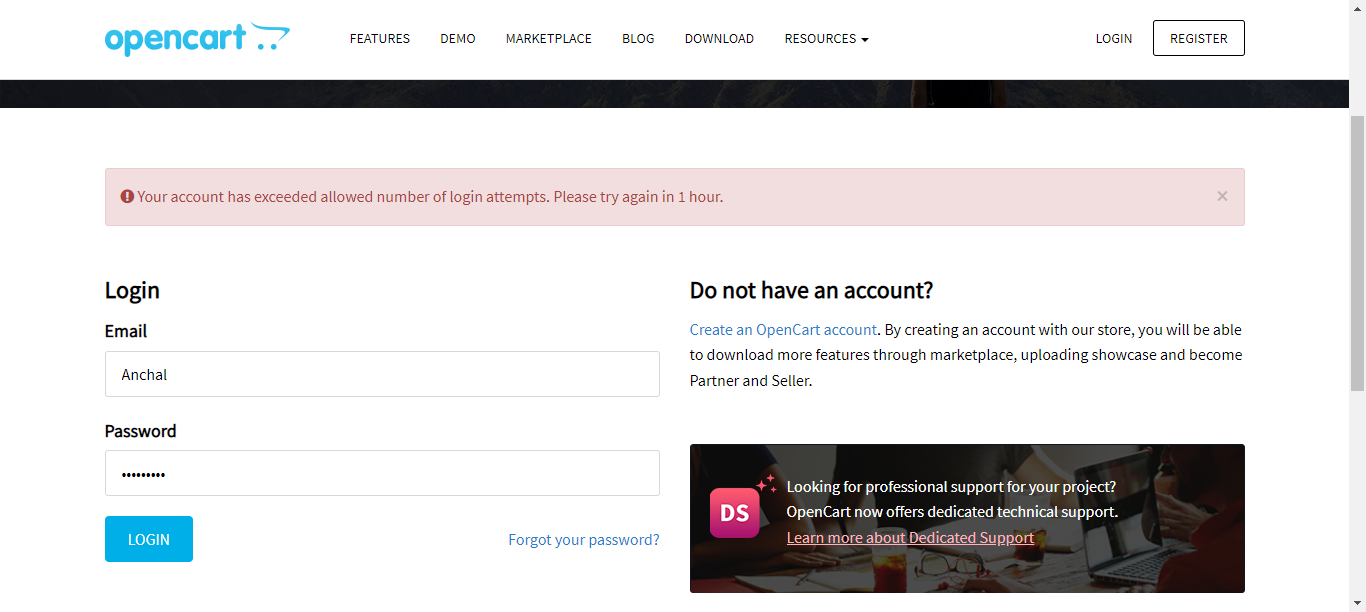 opencart
FEATURES
DEMO
MARKETPLACE
BLOG
DOWNLOAD
RESOURCES
LOGIN
REGISTER
Your account has exceeded allowed number of login attempts. Please try again in 1 hour.
×
Login
Email
Anchal
Password
•••••••••
LOGIN
Forgot your password?
Do not have an account?
Create an OpenCart account. By creating an account with our store, you will be able
to download more features through marketplace, uploading showcase and become
Partner and Seller.
DS
Looking for professional support for your project?
OpenCart now offers dedicated technical support.
Learn more about Dedicated Support